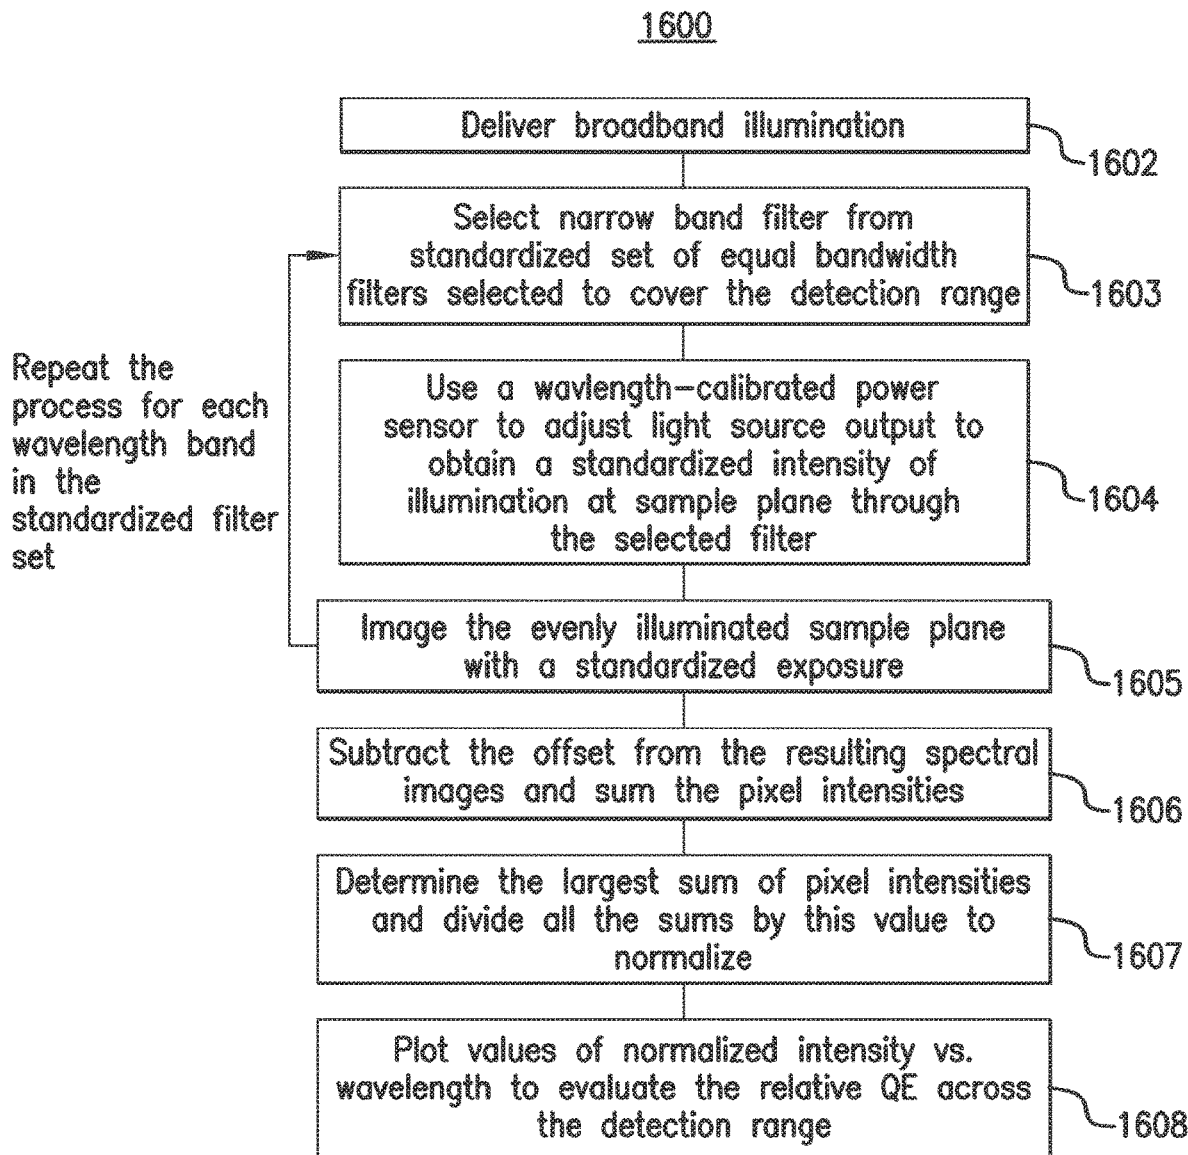 1600
Deliver broadband illumination
1602
Select narrow band filter from
standardized set of equal bandwidth
filters selected to cover the detection range
1603
Repeat the
process for each
wavelength band
in the
standardized filter
set
Use a wavlength-calibrated power
sensor to adjust light source output to
obtain a standardized intensity of
illumination at sample plane through
the selected filter
1604
Image the evenly illuminated sample plane
with a standardized exposure
1605
Subtract the offset from the resulting spectral
images and sum the pixel intensities
1606
Determine the largest sum of pixel intensities
and divide all the sums by this value to
normalize
1607
Plot values of normalized intensity vs.
wavelength to evaluate the relative QE across
the detection range
1608